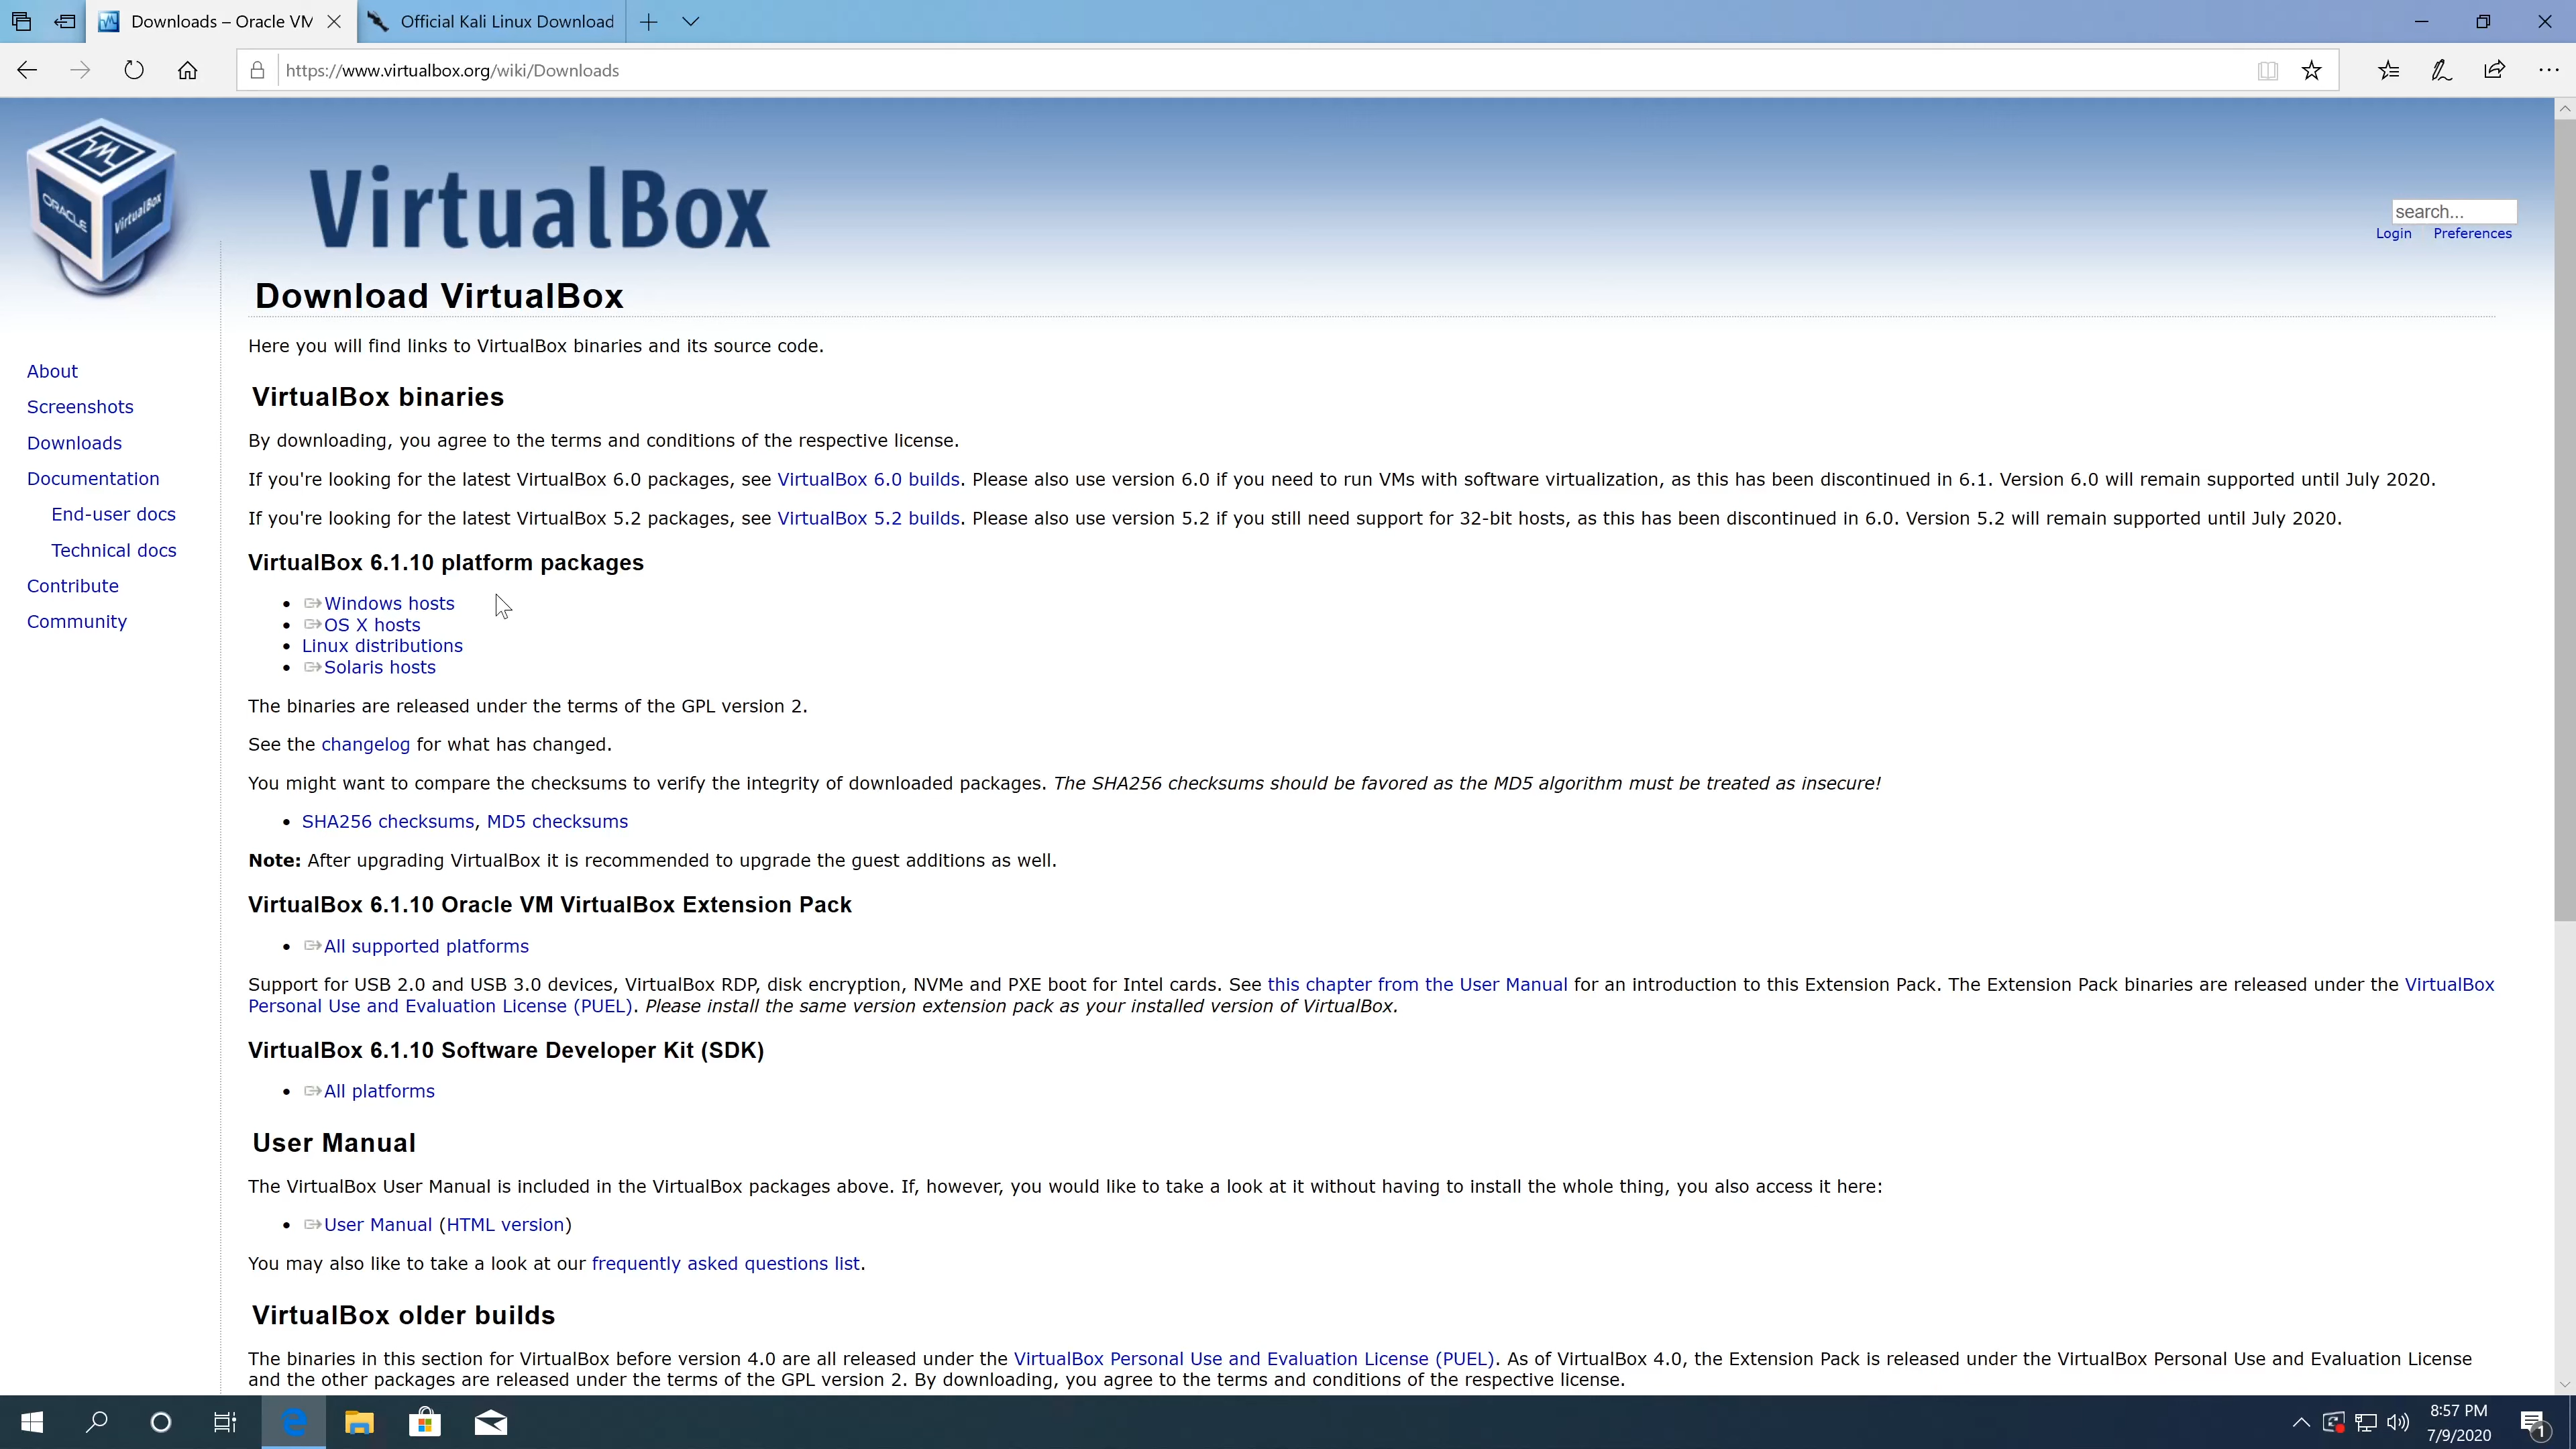 Downloads – Oracle VM
Official Kali Linux Download
https://www.virtualbox.org/wiki/Downloads
ORACLE
VirtualBox
VirtualBox
search...
Login Preferences
Download VirtualBox
Here you will find links to VirtualBox binaries and its source code.
About
Screenshots
Downloads
Documentation
End-user docs
Technical docs
Contribute
Community
VirtualBox binaries
By downloading, you agree to the terms and conditions of the respective license.
If you're looking for the latest VirtualBox 6.0 packages, see VirtualBox 6.0 builds. Please also use version 6.0 if you need to run VMs with software virtualization, as this has been discontinued in 6.1. Version 6.0 will remain supported until July 2020.
If you're looking for the latest VirtualBox 5.2 packages, see VirtualBox 5.2 builds. Please also use version 5.2 if you still need support for 32-bit hosts, as this has been discontinued in 6.0. Version 5.2 will remain supported until July 2020.
VirtualBox 6.1.10 platform packages
Windows hosts
OS X hosts
Linux distributions
Solaris hosts
The binaries are released under the terms of the GPL version 2.
See the changelog for what has changed.
You might want to compare the checksums to verify the integrity of downloaded packages. The SHA256 checksums should be favored as the MD5 algorithm must be treated as insecure!
SHA256 checksums, MD5 checksums
Note: After upgrading VirtualBox it is recommended to upgrade the guest additions as well.
VirtualBox 6.1.10 Oracle VM VirtualBox Extension Pack
All supported platforms
Support for USB 2.0 and USB 3.0 devices, VirtualBox RDP, disk encryption, NVMe and PXE boot for Intel cards. See this chapter from the User Manual for an introduction to this Extension Pack. The Extension Pack binaries are released under the VirtualBox
Personal Use and Evaluation License (PUEL). Please install the same version extension pack as your installed version of VirtualBox.
VirtualBox 6.1.10 Software Developer Kit (SDK)
All platforms
User Manual
The VirtualBox User Manual is included in the VirtualBox packages above. If, however, you would like to take a look at it without having to install the whole thing, you also access it here:
User Manual (HTML version)
You may also like to take a look at our frequently asked questions list.
VirtualBox older builds
The binaries in this section for VirtualBox before version 4.0 are all released under the VirtualBox Personal Use and Evaluation License (PUEL). As of VirtualBox 4.0, the Extension Pack is released under the VirtualBox Personal Use and Evaluation License
and the other packages are released under the terms of the GPL version 2. By downloading, you agree to the terms and conditions of the respective license.
8:57 PM
7/9/2020
1